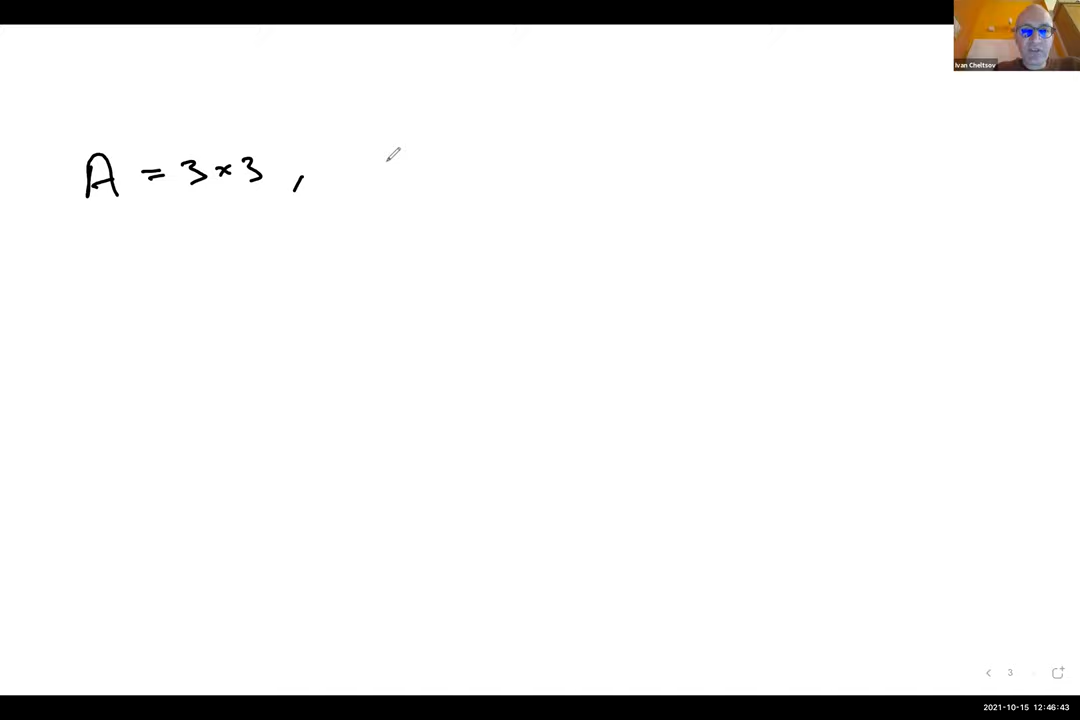 Ivan Cheltsov
A = 3 × 3 ,
3
2021-10-15 12:46:43